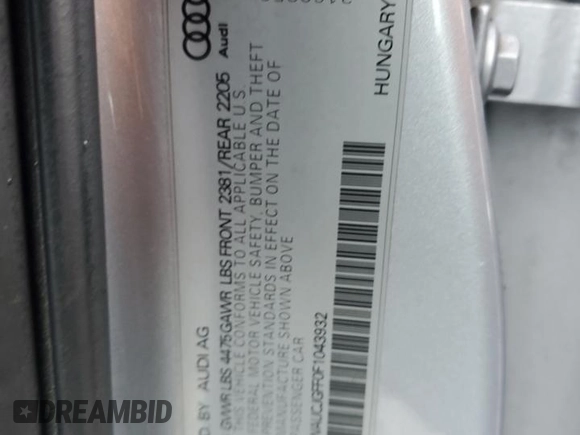 Audi
D BY AUDI AG
GVWR LBS 4475 GAWR LBS FRONT 2381/REAR 2205
THIS VEHICLE CONFORMS TO ALL APPLICABLE U.S.
FEDERAL MOTOR VEHICLE SAFETY, BUMPER AND THEFT
PREVENTION STANDARDS IN EFFECT ON THE DATE OF
MANUFACTURE SHOWN ABOVE
PASSENGER CAR
WAUCJGFF0F1043932
HUNGARY
DREAMBID